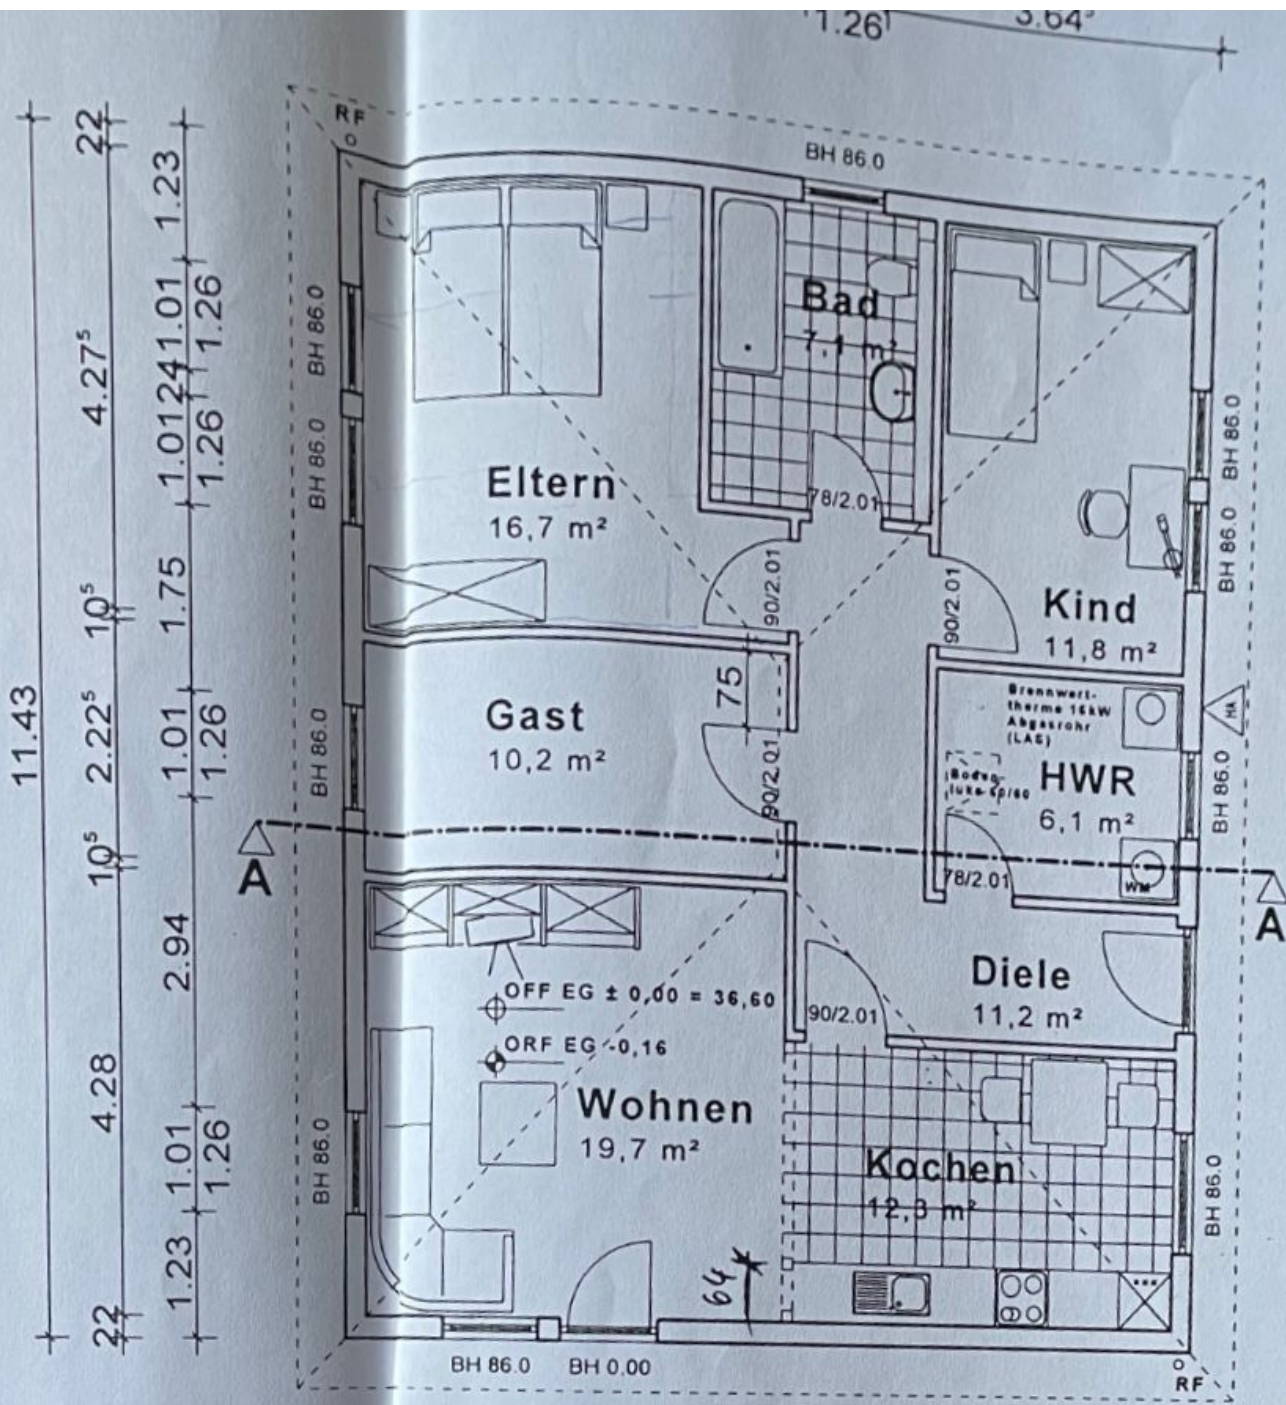 1.26
3.64⁵
RF
BH 86.0
22
1.23
1.01
1.26
24
1.01
1.26
4.27⁵
BH 86.0
BH 86.0
Bad
7,1 m²
78/2.01
Eltern
16,7 m²
90/2.01
90/2.01
BH 86.0
BH 86.0
Kind
11,8 m²
10⁵
1.75
11.43
2.22⁵
1.01
1.26
BH 86.0
Gast
10,2 m²
75
90/2.01
Brennwert-
therme 16kW
Abgasrohr
(LAS)
HA
HWR
6,1 m²
BH 86.0
WM
78/2.01
A
A
10⁵
2.94
OFF EG ± 0,00 = 36,60
ORF EG -0,16
Diele
11,2 m²
90/2.01
4.28
1.01
1.26
BH 86.0
Wohnen
19,7 m²
Kochen
12,3 m²
BH 86.0
1.23
22
64
BH 86.0
BH 0.00
RF